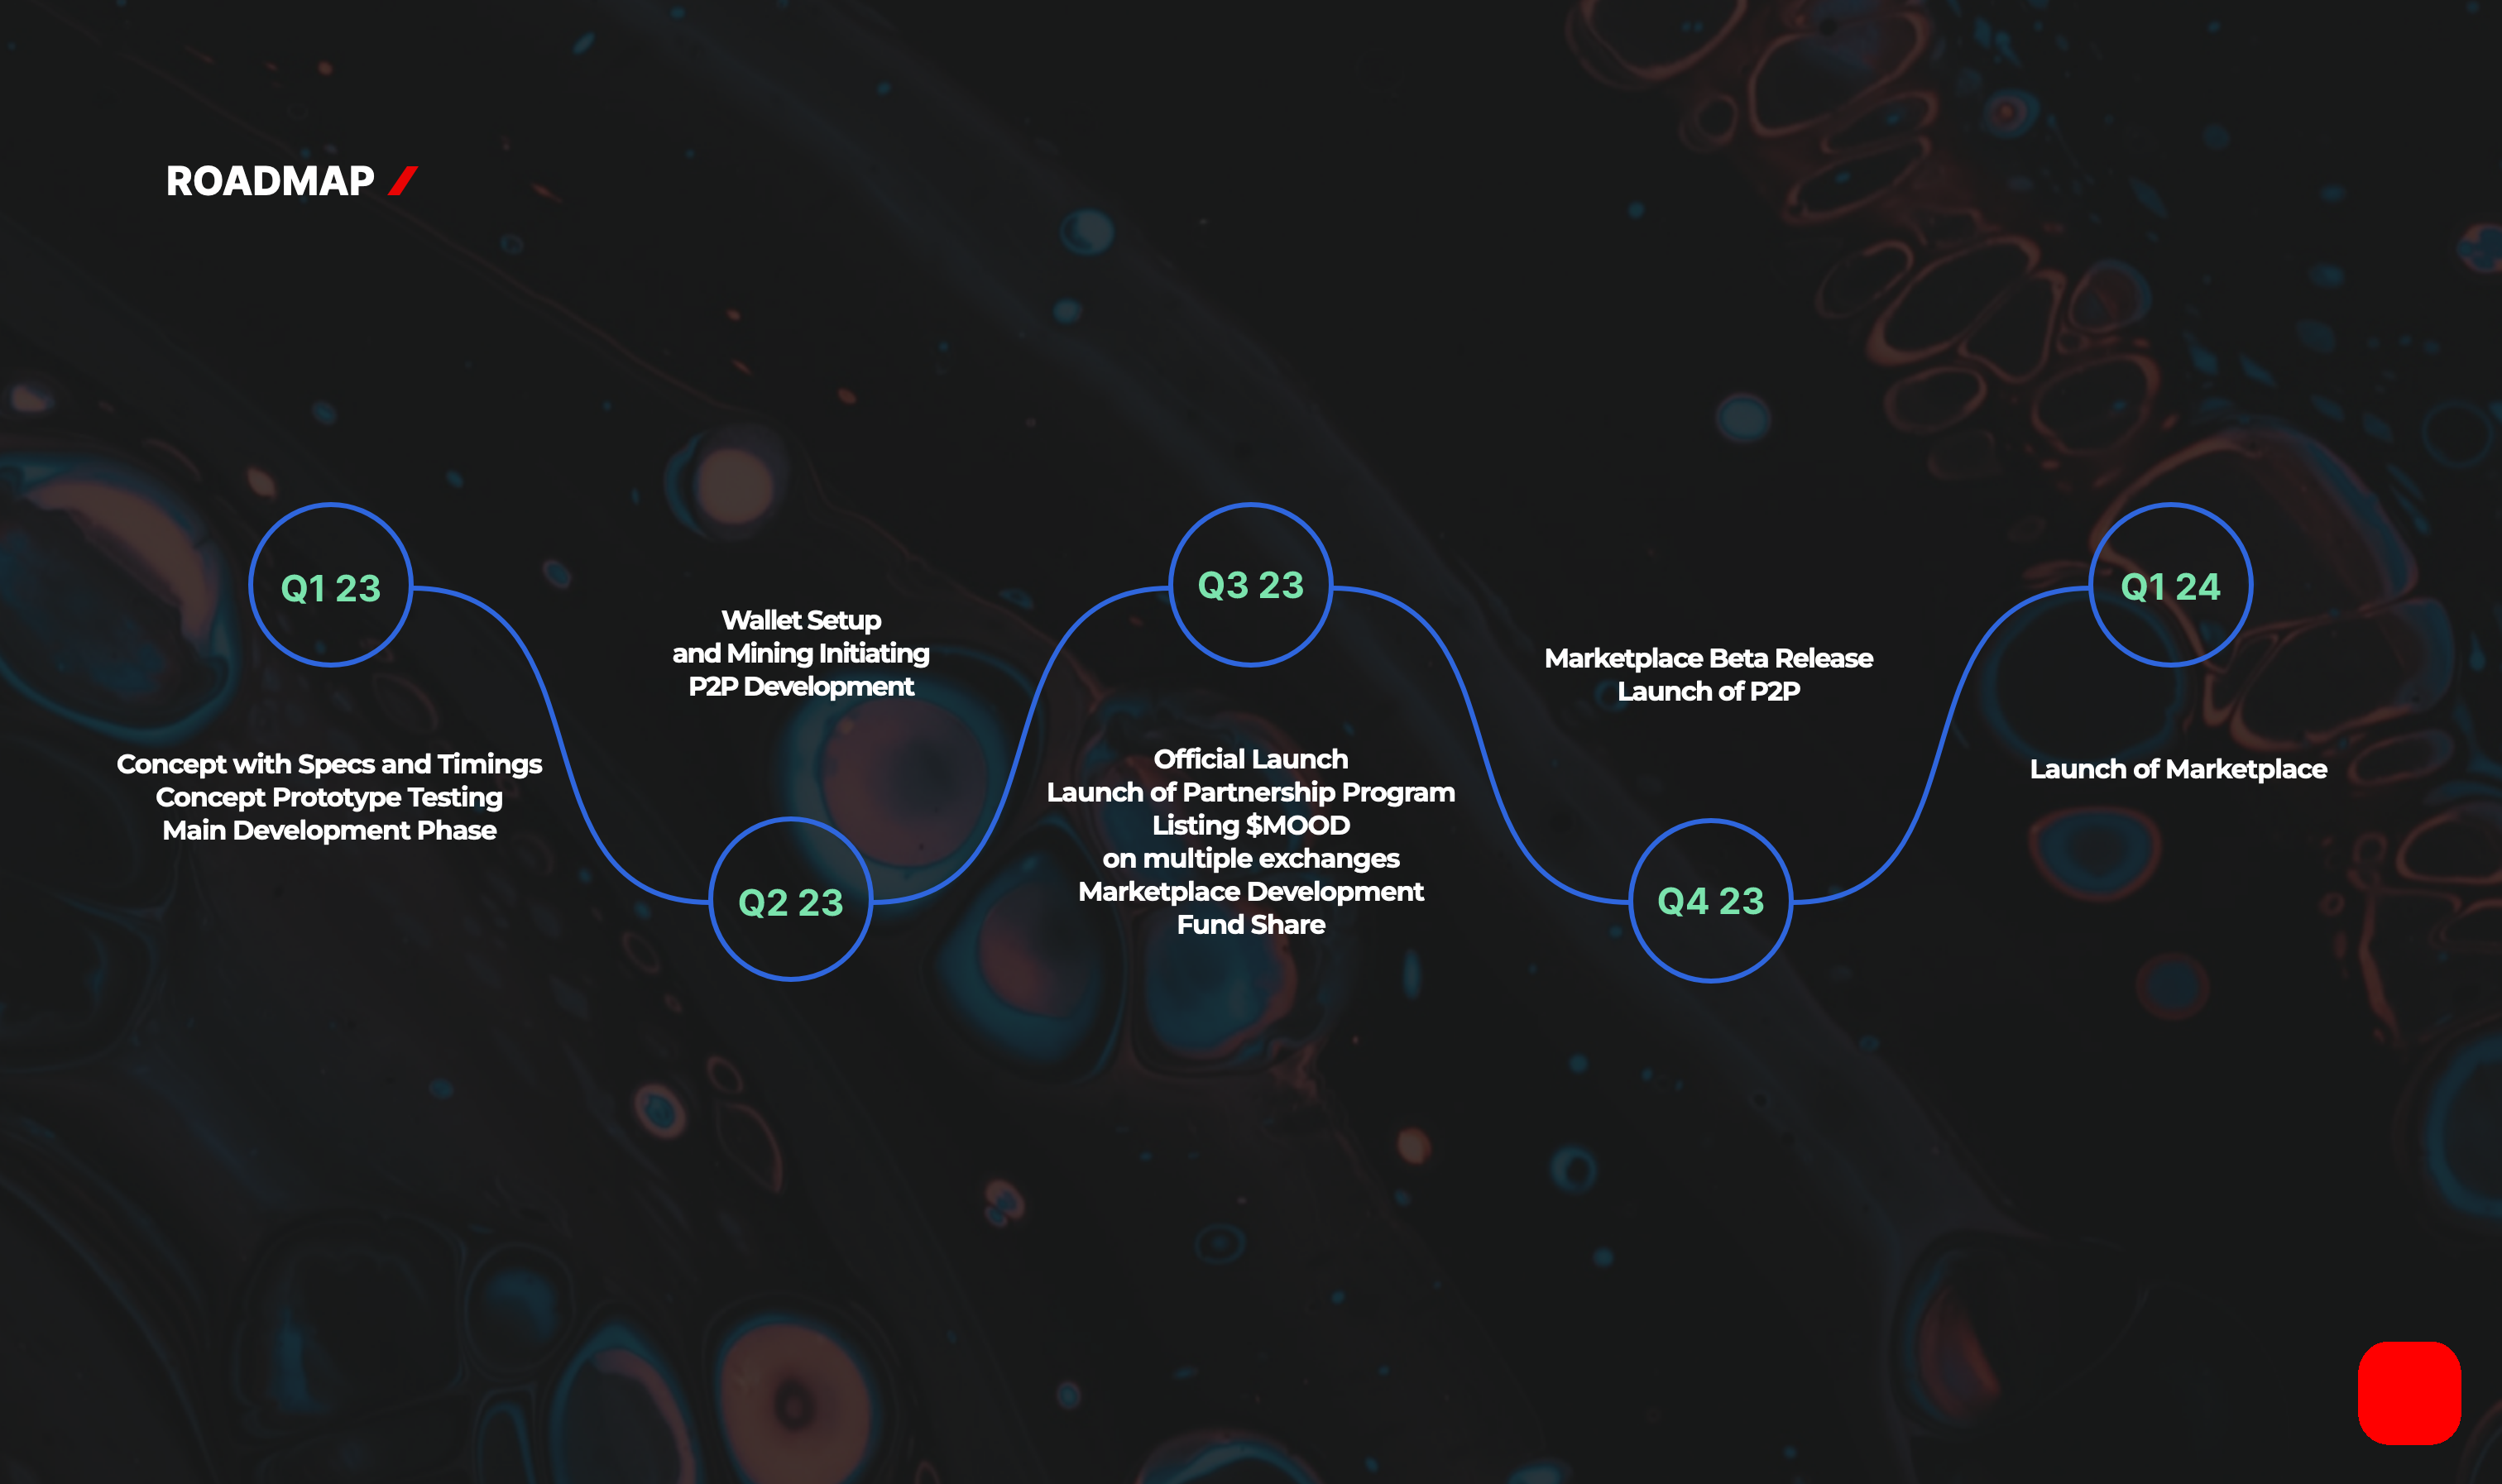 ROADMAP
Q1 23
Concept with Specs and Timings
Concept Prototype Testing
Main Development Phase
Wallet Setup
and Mining Initiating
P2P Development
Q2 23
Q3 23
Official Launch
Launch of Partnership Program
Listing $MOOD
on multiple exchanges
Marketplace Development
Fund Share
Marketplace Beta Release
Launch of P2P
Q4 23
Q1 24
Launch of Marketplace